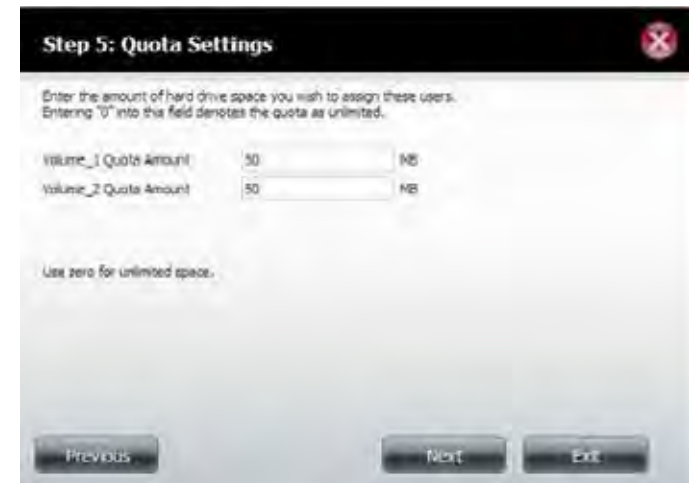 Step 5: Quota Settings
Enter the amount of hard drive space you wish to assign these users.
Entering "0" into this field denotes the quota as unlimited.
Volume_1 Quota Amount 50 MB
Volume_2 Quota Amount 50 MB
Use zero for unlimited space.
Previous Next Exit